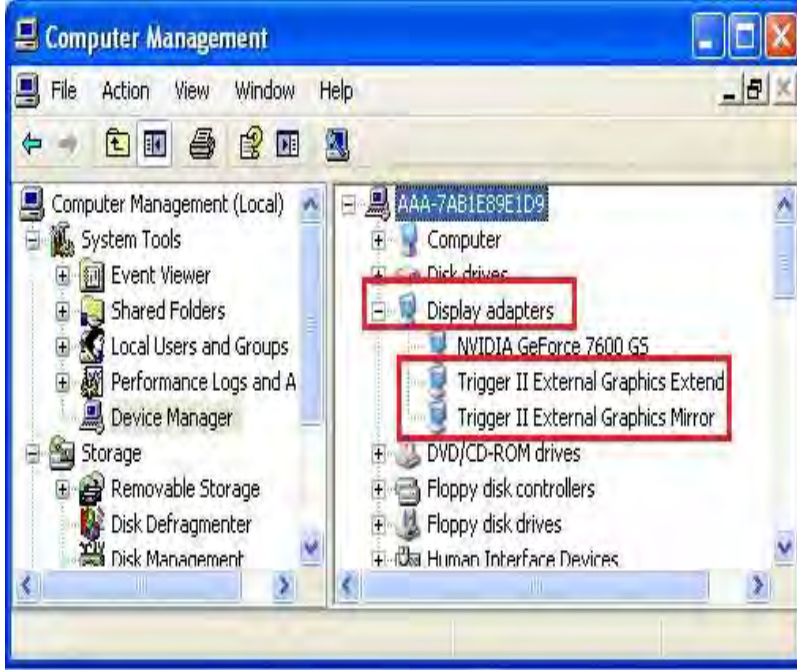 Computer Management
File Action View Window Help
Computer Management (Local)
System Tools
Event Viewer
Shared Folders
Local Users and Groups
Performance Logs and A
Device Manager
Storage
Removable Storage
Disk Defragmenter
Disk Management
AAA-7AB1E89E1D9
Computer
Disk drives
Display adapters
NVIDIA GeForce 7600 GS
Trigger II External Graphics Extend
Trigger II External Graphics Mirror
DVD/CD-ROM drives
Floppy disk controllers
Floppy disk drives
Human Interface Devices